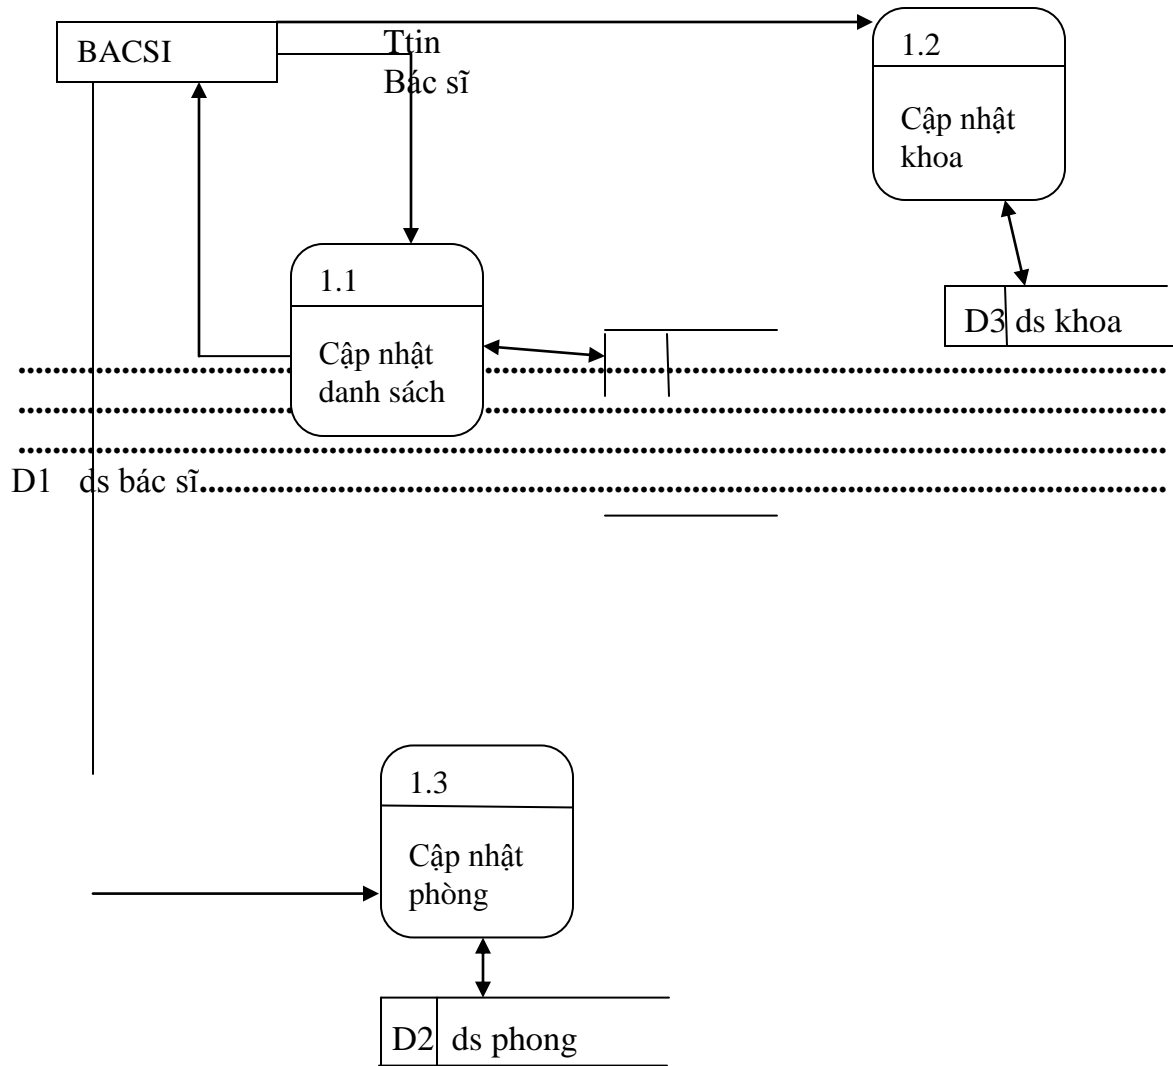 BACSI
Ttin
Bác sĩ
1.2
Cập nhật
khoa
1.1
Cập nhật
danh sách
D3 ds khoa
D1 ds bác sĩ
1.3
Cập nhật
phòng
D2 ds phong